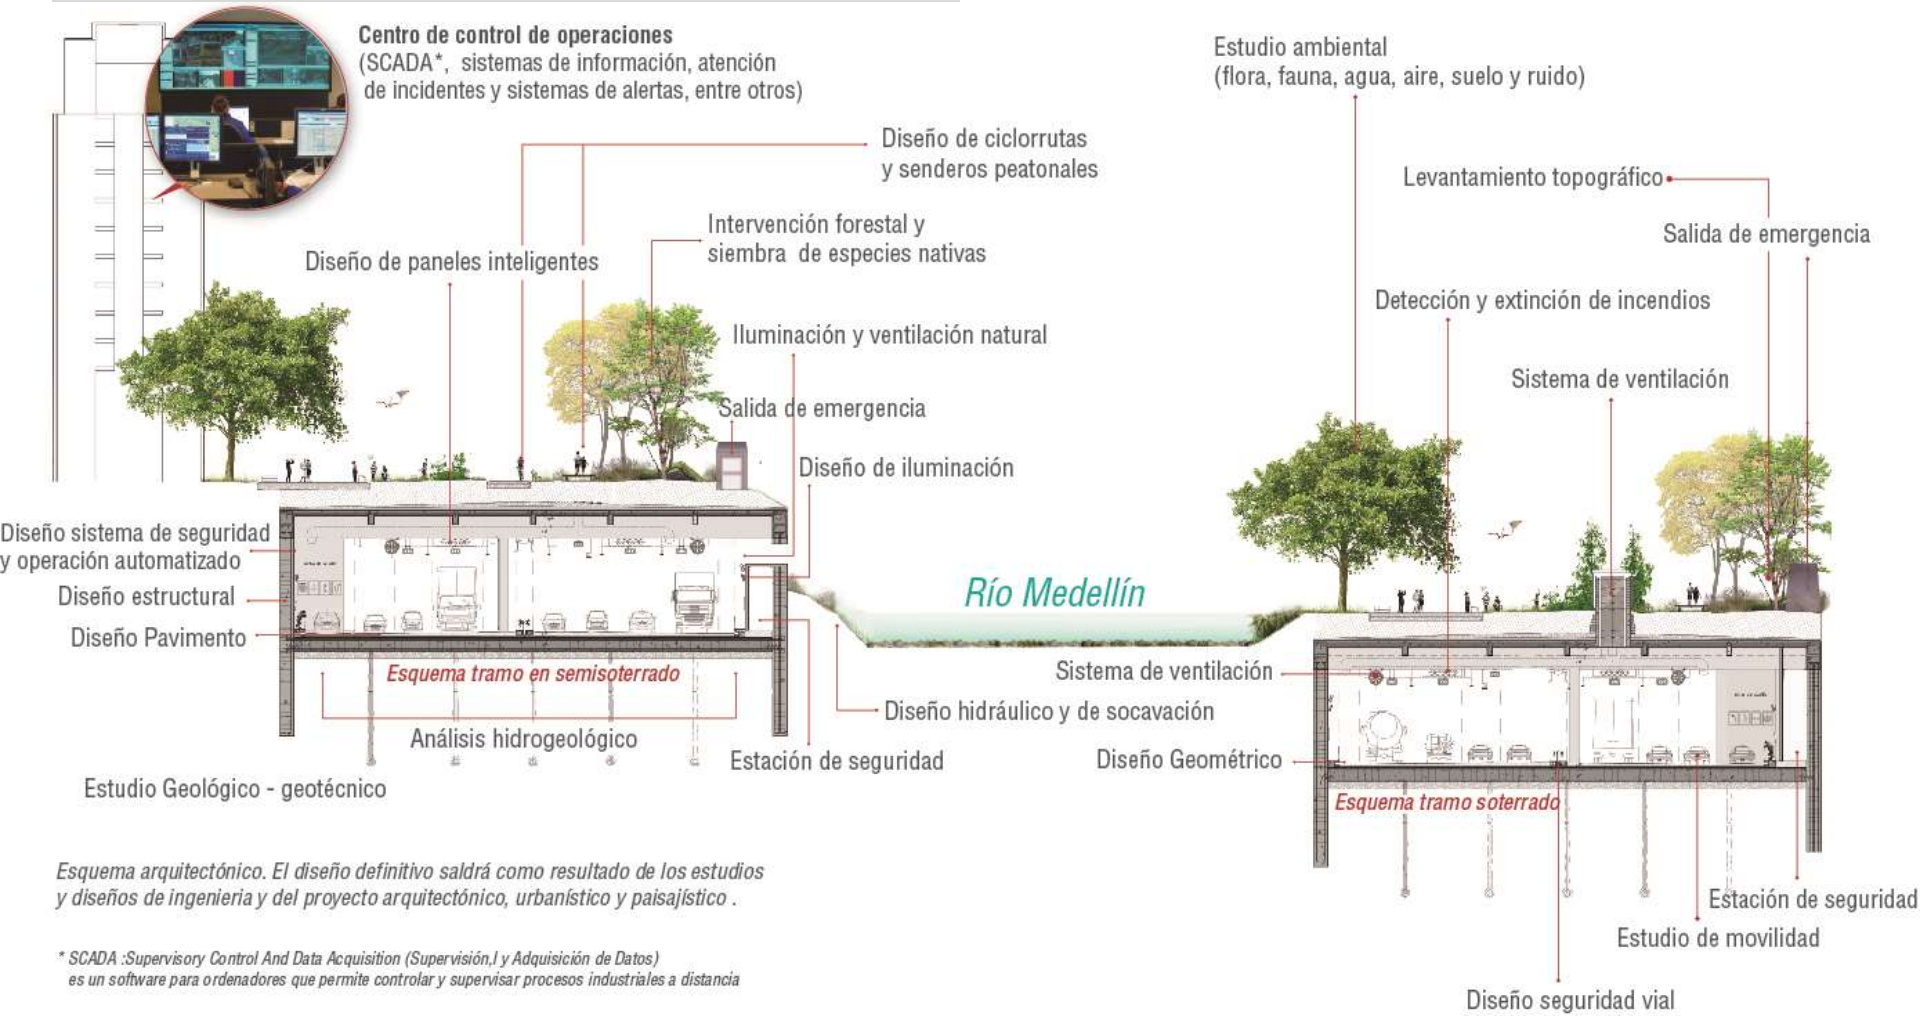 Centro de control de operaciones
(SCADA*, sistemas de información, atención
de incidentes y sistemas de alertas, entre otros)
Diseño de ciclorrutas
y senderos peatonales
Intervención forestal y
siembra de especies nativas
Diseño de paneles inteligentes
Iluminación y ventilación natural
Salida de emergencia
Diseño de iluminación
Diseño sistema de seguridad
y operación automatizado
Diseño estructural
Diseño Pavimento
Esquema tramo en semisoterrado
Análisis hidrogeológico
Estudio Geológico - geotécnico
Río Medellín
Diseño hidráulico y de socavación
Estación de seguridad
Estudio ambiental
(flora, fauna, agua, aire, suelo y ruido)
Levantamiento topográfico
Salida de emergencia
Detección y extinción de incendios
Sistema de ventilación
Sistema de ventilación
Diseño Geométrico
Esquema tramo soterrado
Estación de seguridad
Estudio de movilidad
Diseño seguridad vial
Esquema arquitectónico. El diseño definitivo saldrá como resultado de los estudios
y diseños de ingenieria y del proyecto arquitectónico, urbanístico y paisajístico .
* SCADA :Supervisory Control And Data Acquisition (Supervisión,l y Adquisición de Datos)
es un software para ordenadores que permite controlar y supervisar procesos industriales a distancia